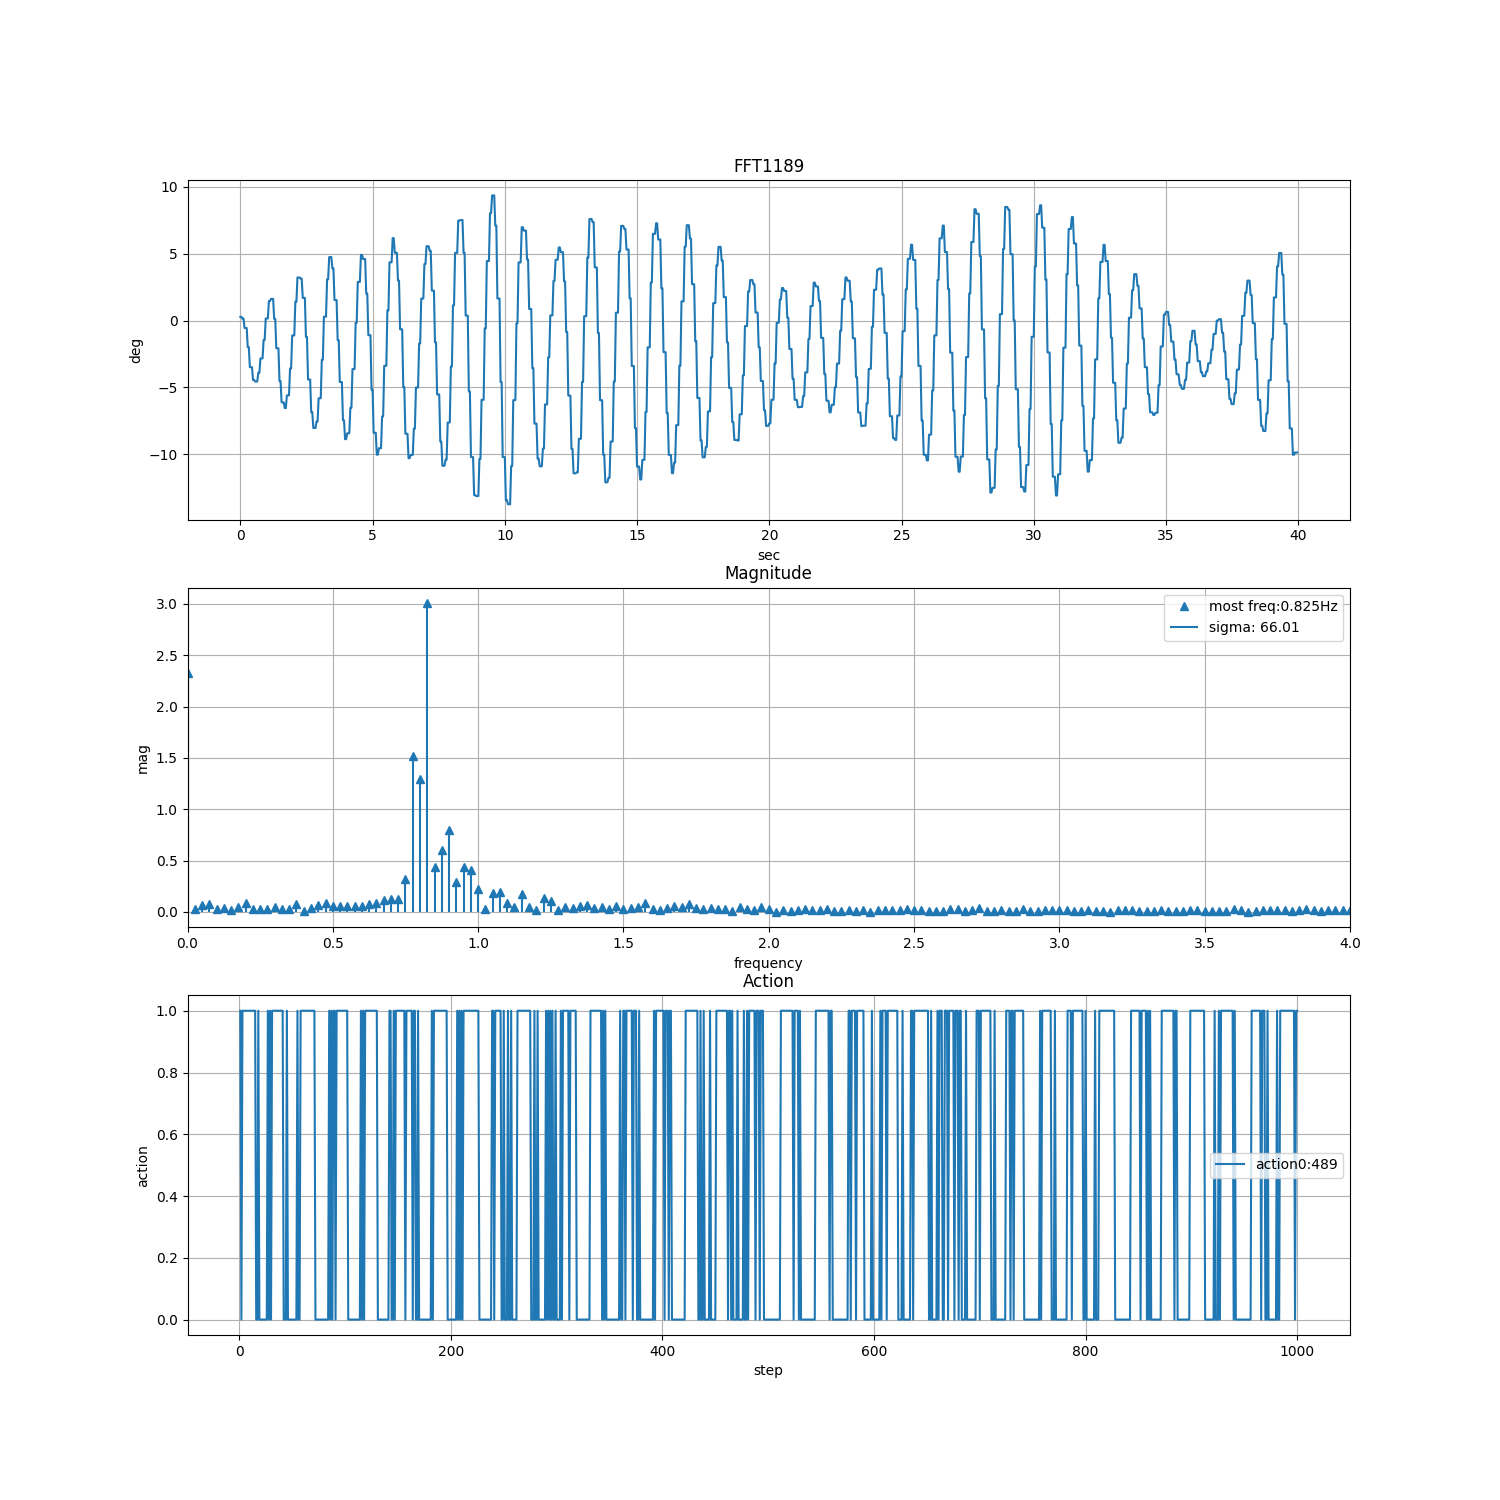 FFT1189
10
5
0
−5
−10
deg
0 5 10 15 20 25 30 35 40
sec
Magnitude
3.0
2.5
2.0
1.5
1.0
0.5
0.0
mag
most freq:0.825Hz
sigma: 66.01
0.0 0.5 1.0 1.5 2.0 2.5 3.0 3.5 4.0
frequency
Action
1.0
0.8
0.6
0.4
0.2
0.0
action
action0:489
0 200 400 600 800 1000
step